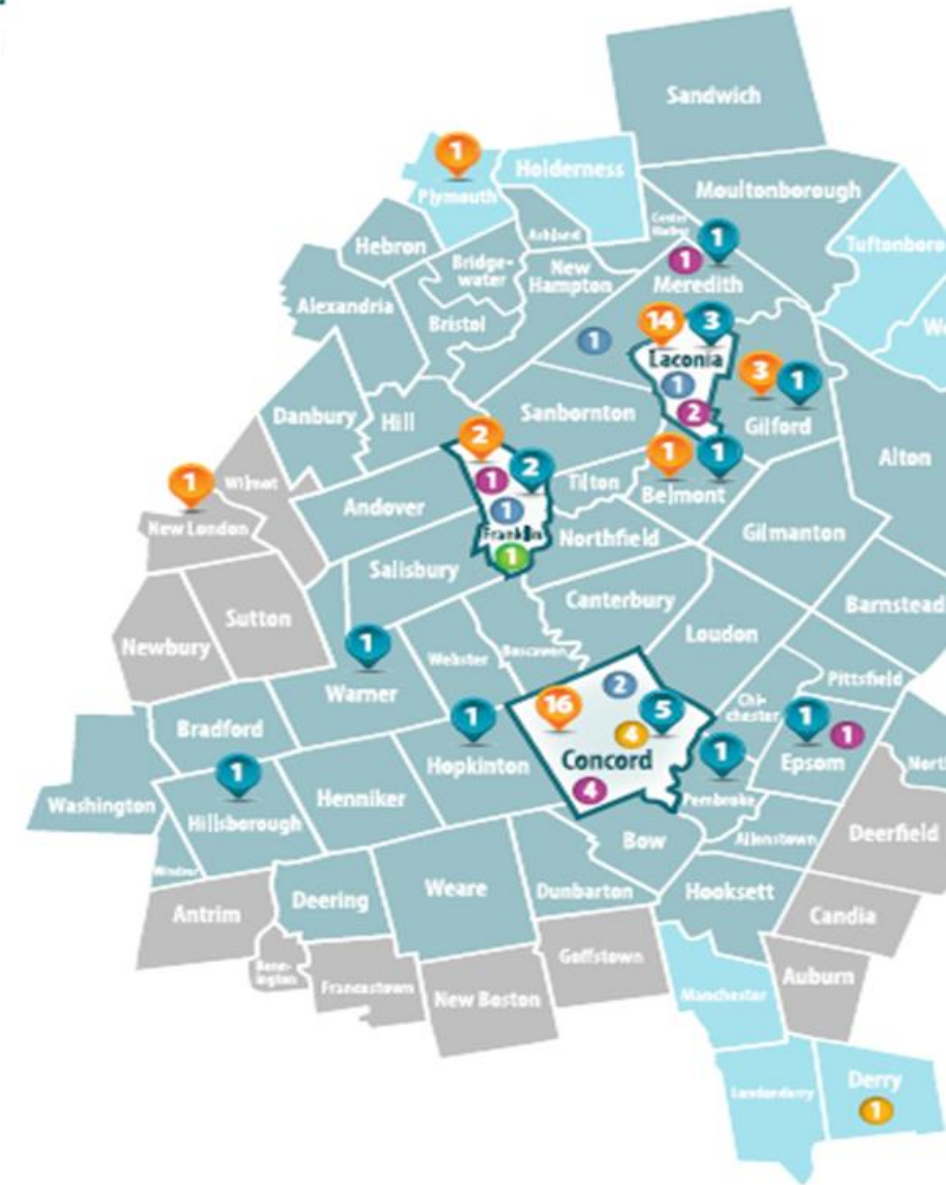 Sandwich
1
Holderness
Plymouth
Moultonborough
Center
Harbor
Ashland
Hebron
1
Tuftonboro
Bridge-
water
New
Hampton
1
Meredith
Alexandria
Bristol
14
3
1
Laconia
1
3
1
2
Danbury
Hill
Sanbornton
Gilford
2
1
1
Alton
2
1
Tilton
Belmont
1
Wilmot
Andover
1
New London
Franklin
Northfield
Gilmanton
1
Salisbury
Canterbury
Barnstead
Sutton
Loudon
Newbury
1
Webster
Boscawen
Pittsfield
Warner
2
Chi-
chester
16
5
1
1
1
Bradford
4
1
Hopkinton
Concord
Epsom
1
4
Henniker
Pembroke
Washington
Hillsborough
Bow
Allenstown
Deerfield
Windsor
Deering
Weare
Dunbarton
Hooksett
Antrim
Candia
Goffstown
Benn-
ington
Francestown
New Boston
Manchester
Auburn
Londonderry
Derry
1